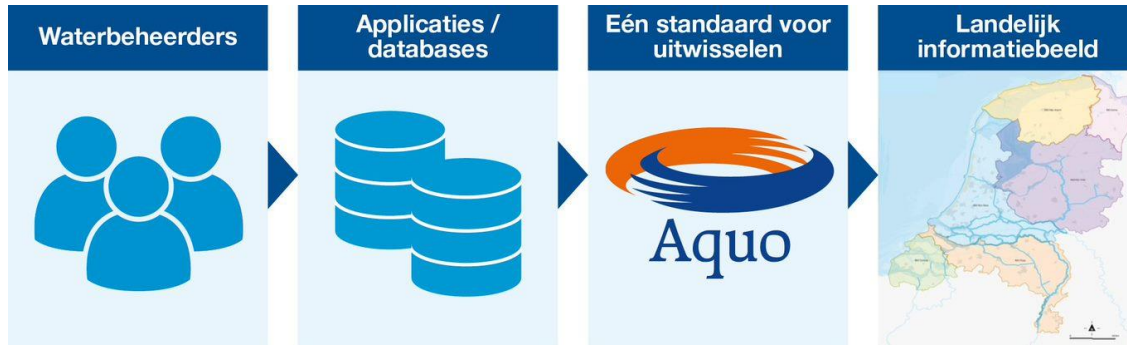 Waterbeheerders
Applicaties /
databases
Eén standaard voor
uitwisselen
Landelijk
informatiebeeld
Aquo